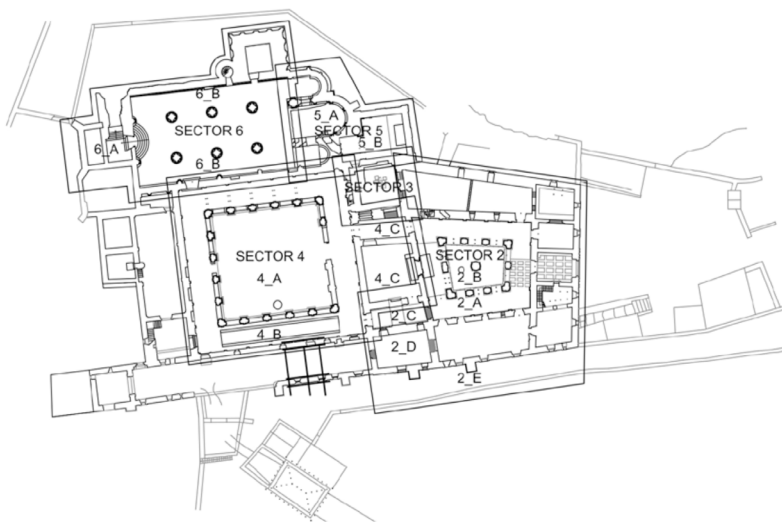 6_B
SECTOR 6
6_A
6_B
5_A
SECTOR 5
5_B
SECTOR 3
4_C
SECTOR 4
4_A
4_C
4_B
SECTOR 2
2_B
2_A
2_C
2_D
2_E